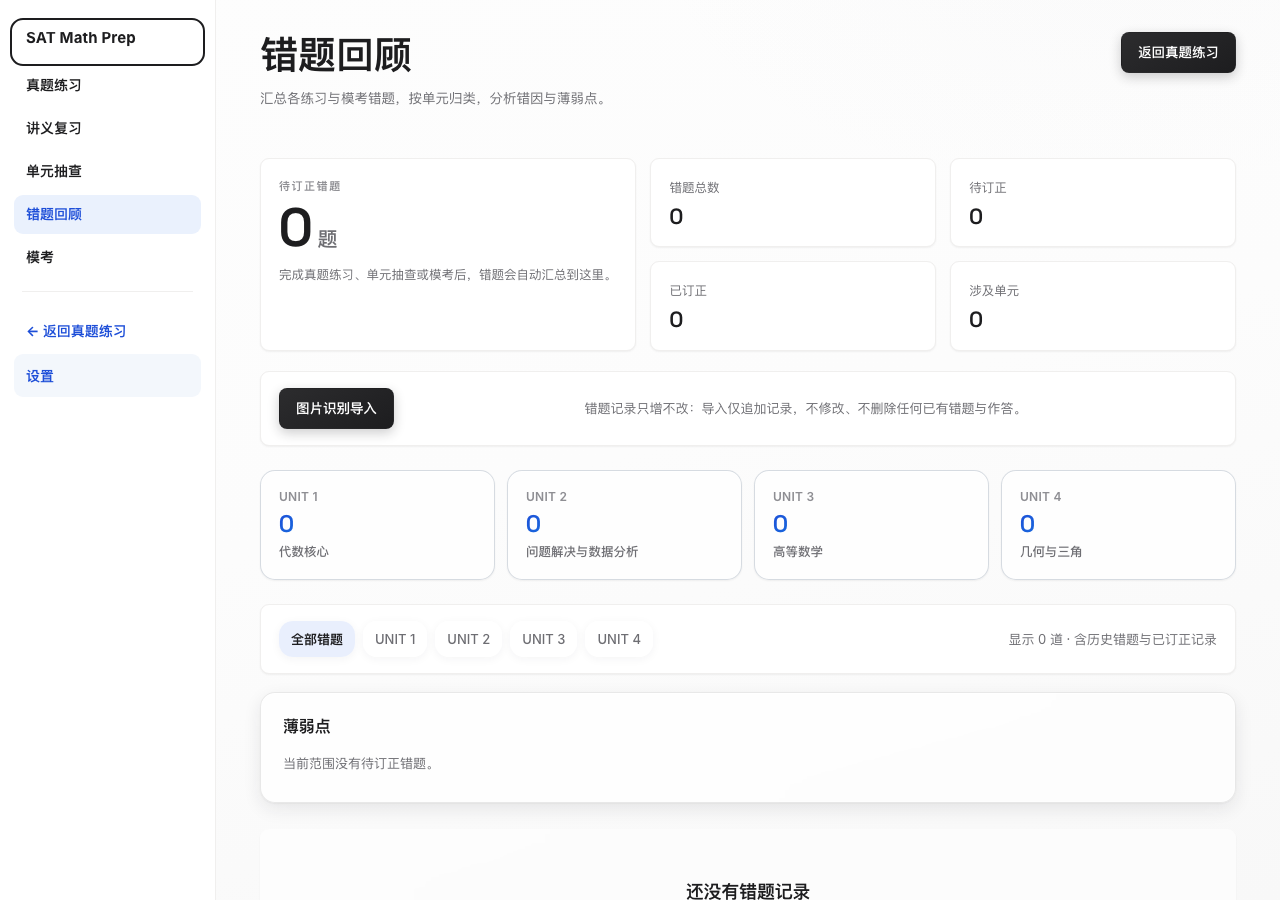 SAT Math Prep
真题练习
讲义复习
单元抽查
错题回顾
模考
← 返回真题练习
设置
错题回顾
返回真题练习
汇总各练习与模考错题，按单元归类，分析错因与薄弱点。
待订正错题
0 题
完成真题练习、单元抽查或模考后，错题会自动汇总到这里。
错题总数
0
待订正
0
已订正
0
涉及单元
0
图片识别导入
错题记录只增不改：导入仅追加记录，不修改、不删除任何已有错题与作答。
UNIT 1
0
代数核心
UNIT 2
0
问题解决与数据分析
UNIT 3
0
高等数学
UNIT 4
0
几何与三角
全部错题 UNIT 1 UNIT 2 UNIT 3 UNIT 4
显示 0 道 · 含历史错题与已订正记录
薄弱点
当前范围没有待订正错题。
还没有错题记录